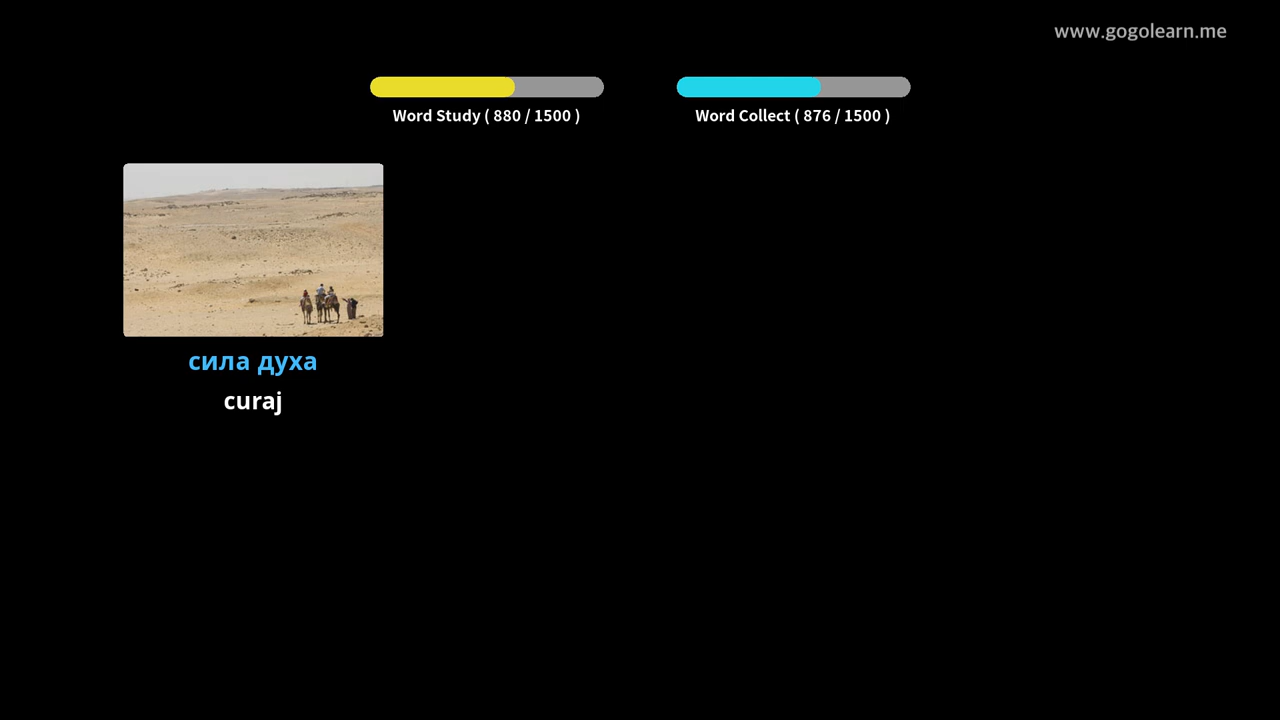 www.gogolearn.me
Word Study ( 880 / 1500 )
Word Collect ( 876 / 1500 )
сила духа
curaj